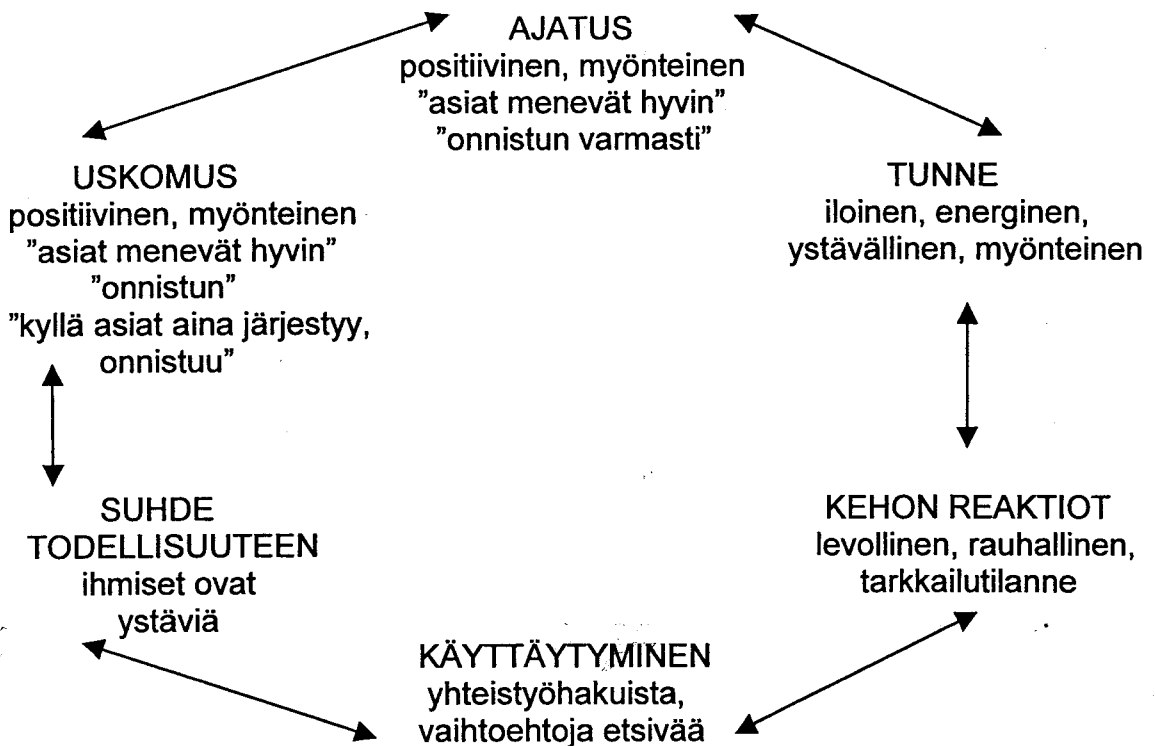 AJATUS
positiivinen, myönteinen
"asiat menevät hyvin"
"onnistun varmasti"
USKOMUS
positiivinen, myönteinen
"asiat menevät hyvin"
"onnistun"
"kyllä asiat aina järjestyy,
onnistuu"
TUNNE
iloinen, energinen,
ystävällinen, myönteinen
SUHDE
TODELLISUUTEEN
ihmiset ovat
ystäviä
KEHON REAKTIOT
levollinen, rauhallinen,
tarkkailutilanne
KÄYTTÄYTYMINEN
yhteistyöhakuista,
vaihtoehtoja etsivää